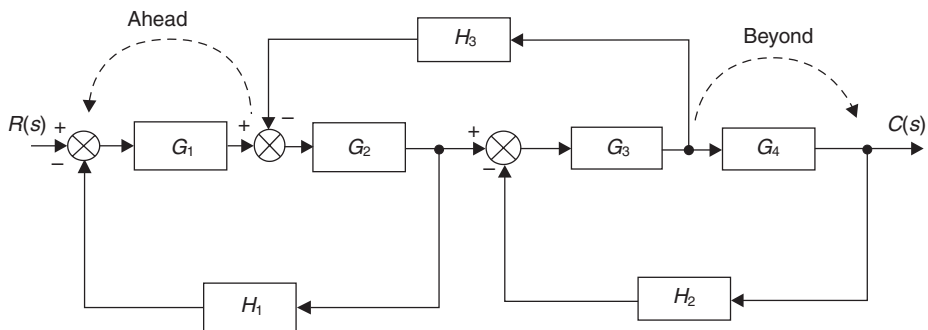 Ahead
H3
Beyond
R(s)
+
−
G1
+
−
G2
+
−
G3
G4
C(s)
H1
H2